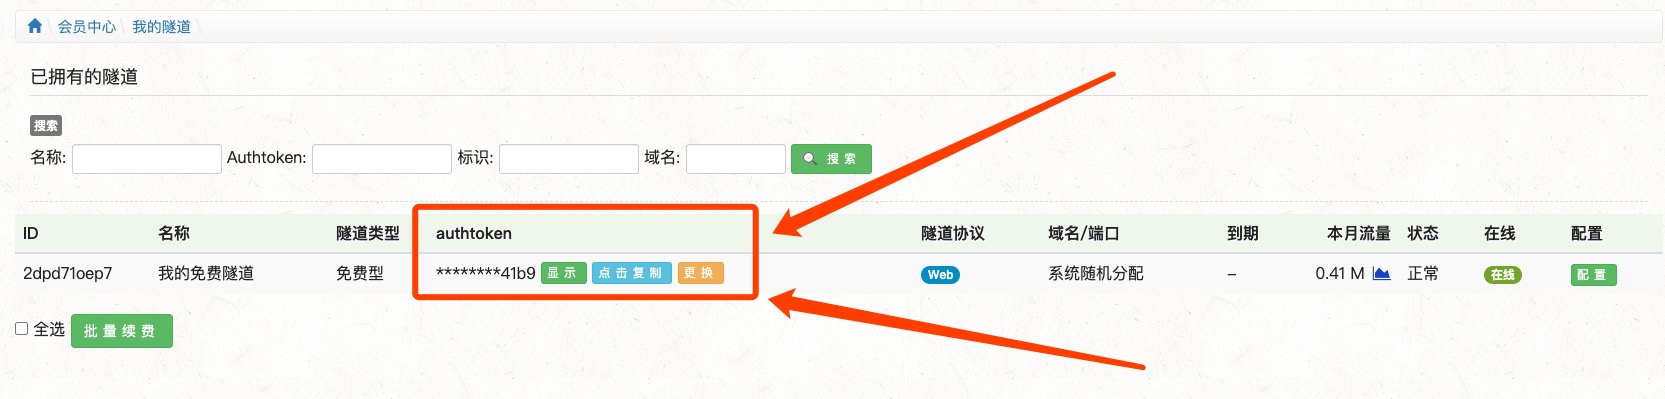 会员中心 我的隧道
已拥有的隧道
搜索
名称: Authtoken: 标识: 域名: 搜索
ID 名称 隧道类型 authtoken 隧道协议 域名/端口 到期 本月流量 状态 在线 配置
2dpd71oep7 我的免费隧道 免费型 ********41b9 显示 点击复制 更换 Web 系统随机分配 – 0.41 M 正常 在线 配置
全选 批量续费